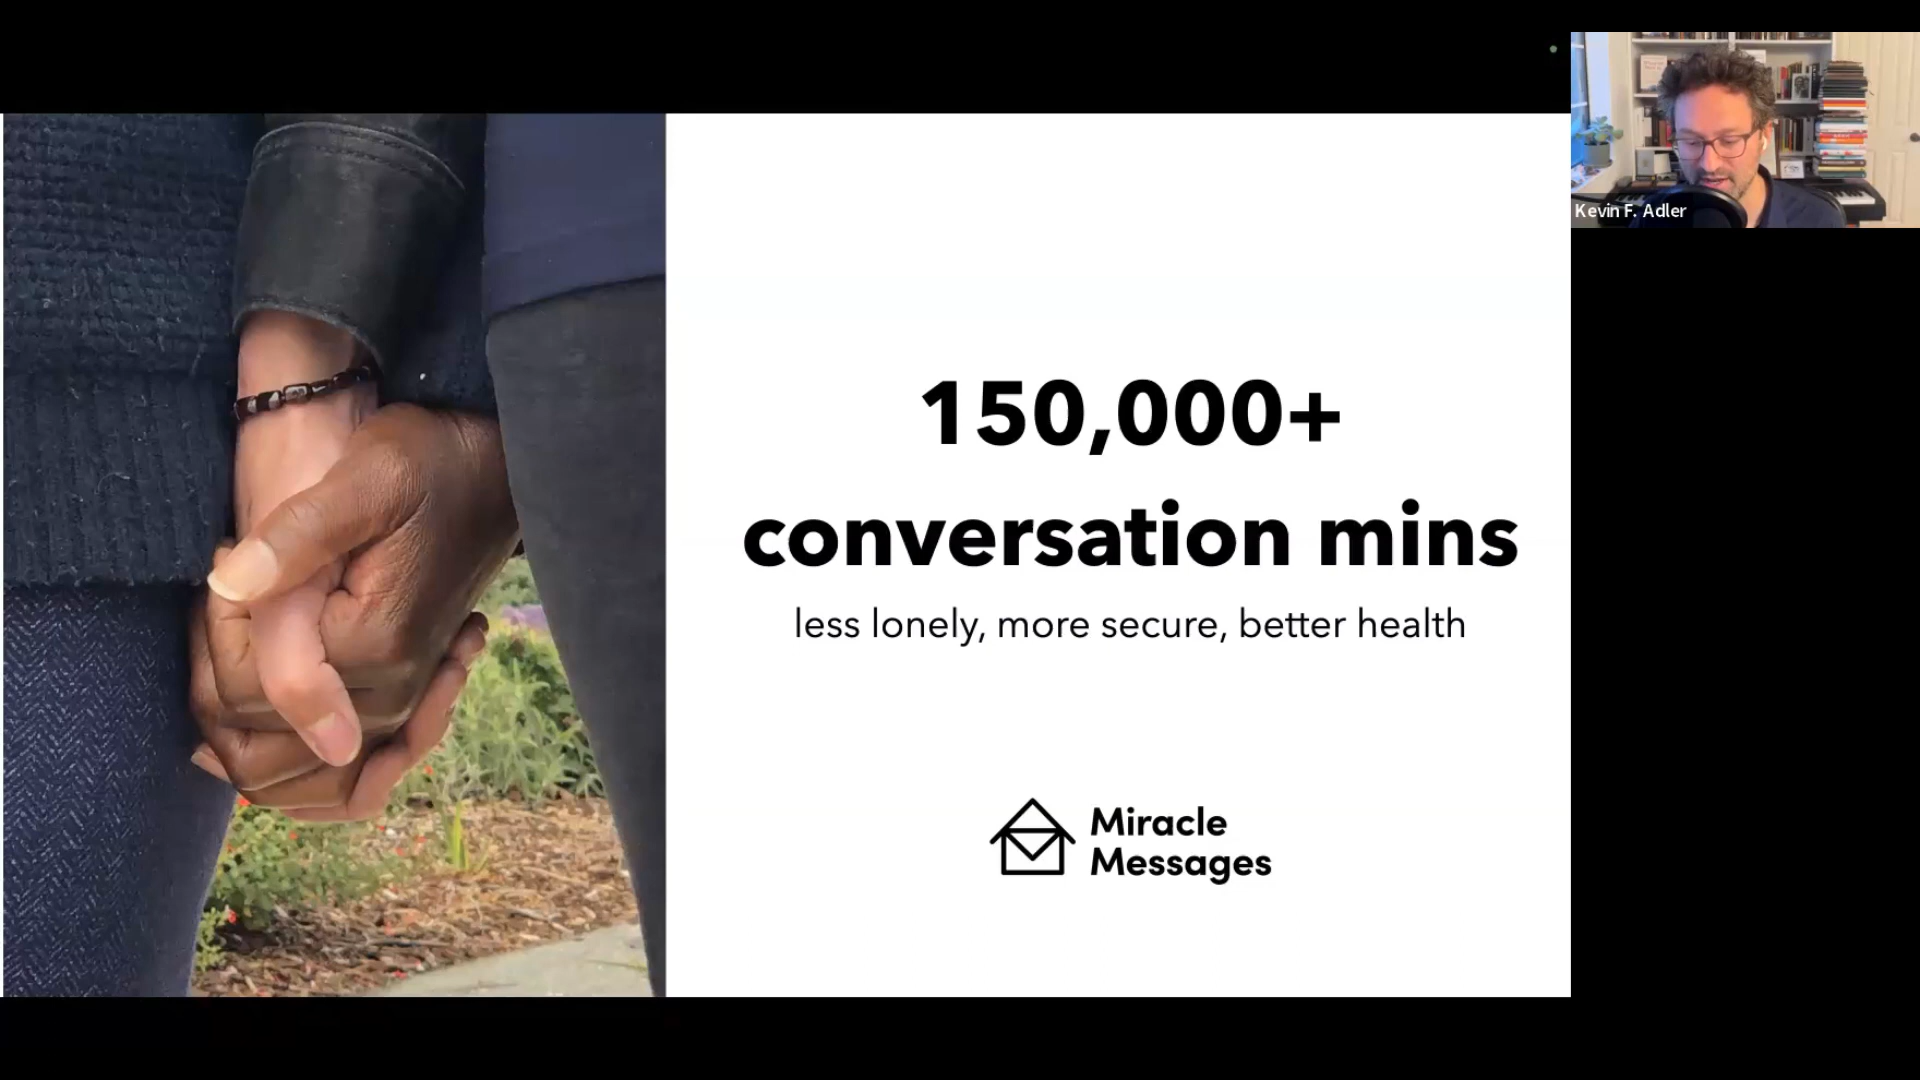 150,000+
conversation mins
less lonely, more secure, better health
Miracle
Messages
Kevin F. Adler